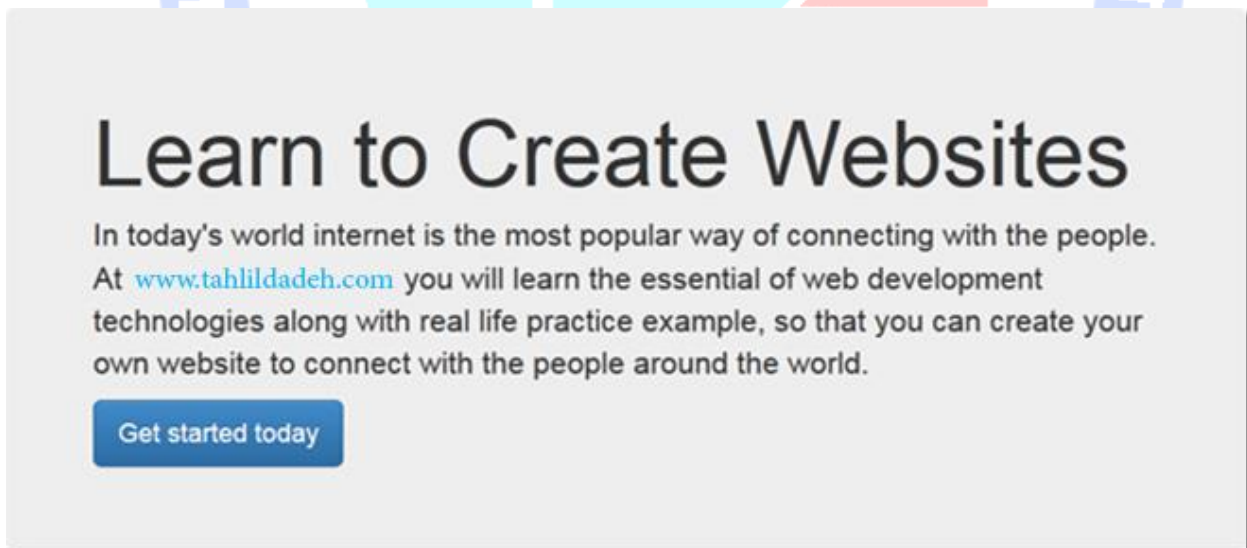 Learn to Create Websites
In today's world internet is the most popular way of connecting with the people.
At www.tahlildadeh.com you will learn the essential of web development
technologies along with real life practice example, so that you can create your
own website to connect with the people around the world.
Get started today